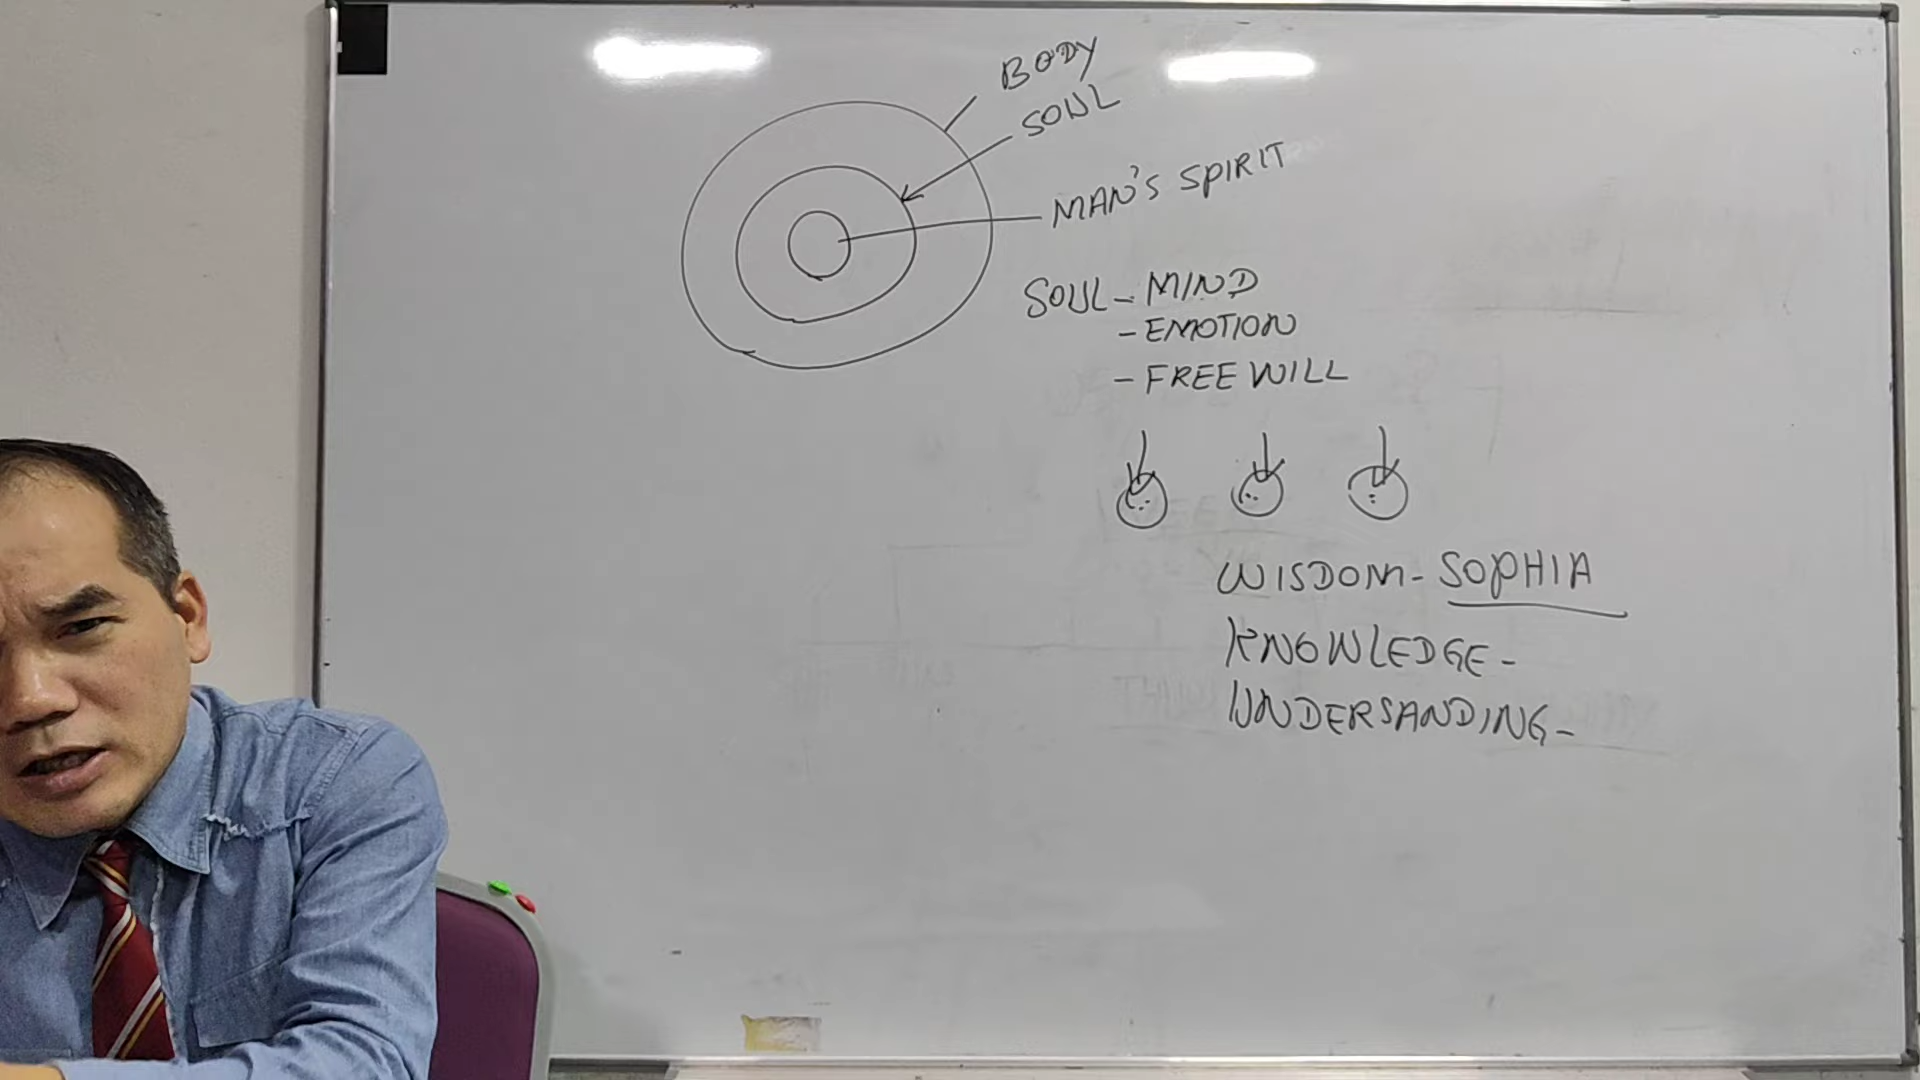 BODY
SOUL
MAN'S SPIRIT
SOUL - MIND
- EMOTION
- FREE WILL
WISDOM - SOPHIA
KNOWLEDGE -
UNDERSANDING -